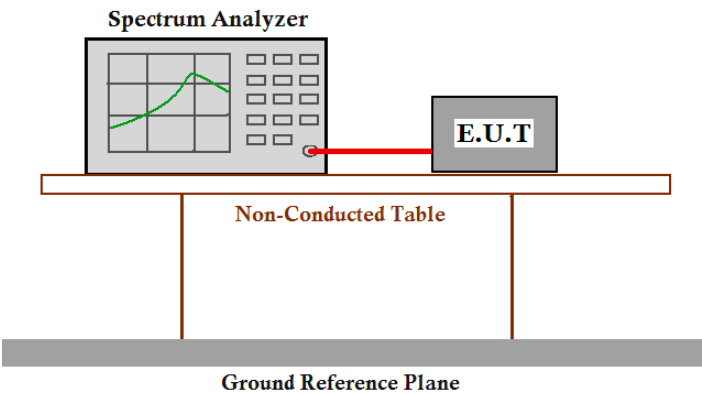 Spectrum Analyzer
E.U.T
Non-Conducted Table
Ground Reference Plane